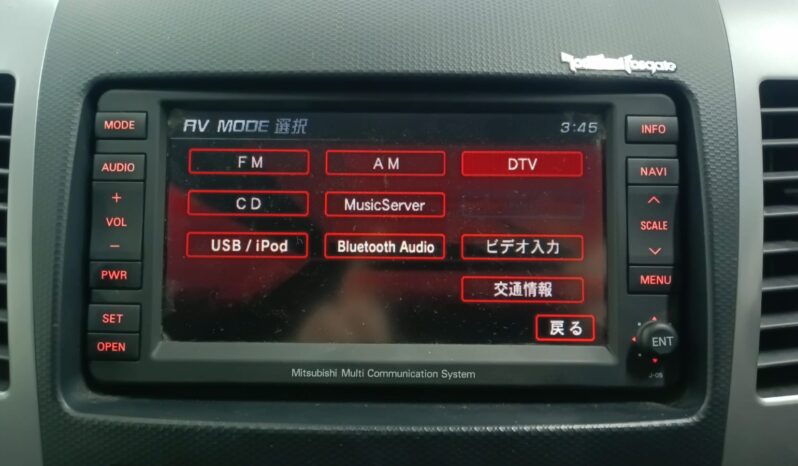 Rockford Fosgate
MODE
AUDIO
+
VOL
−
PWR
SET
OPEN
AV MODE 選択
3:45
FM
AM
DTV
CD
MusicServer
USB / iPod
Bluetooth Audio
ビデオ入力
交通情報
戻る
Mitsubishi Multi Communication System
INFO
NAVI
SCALE
MENU
ENT
J-05